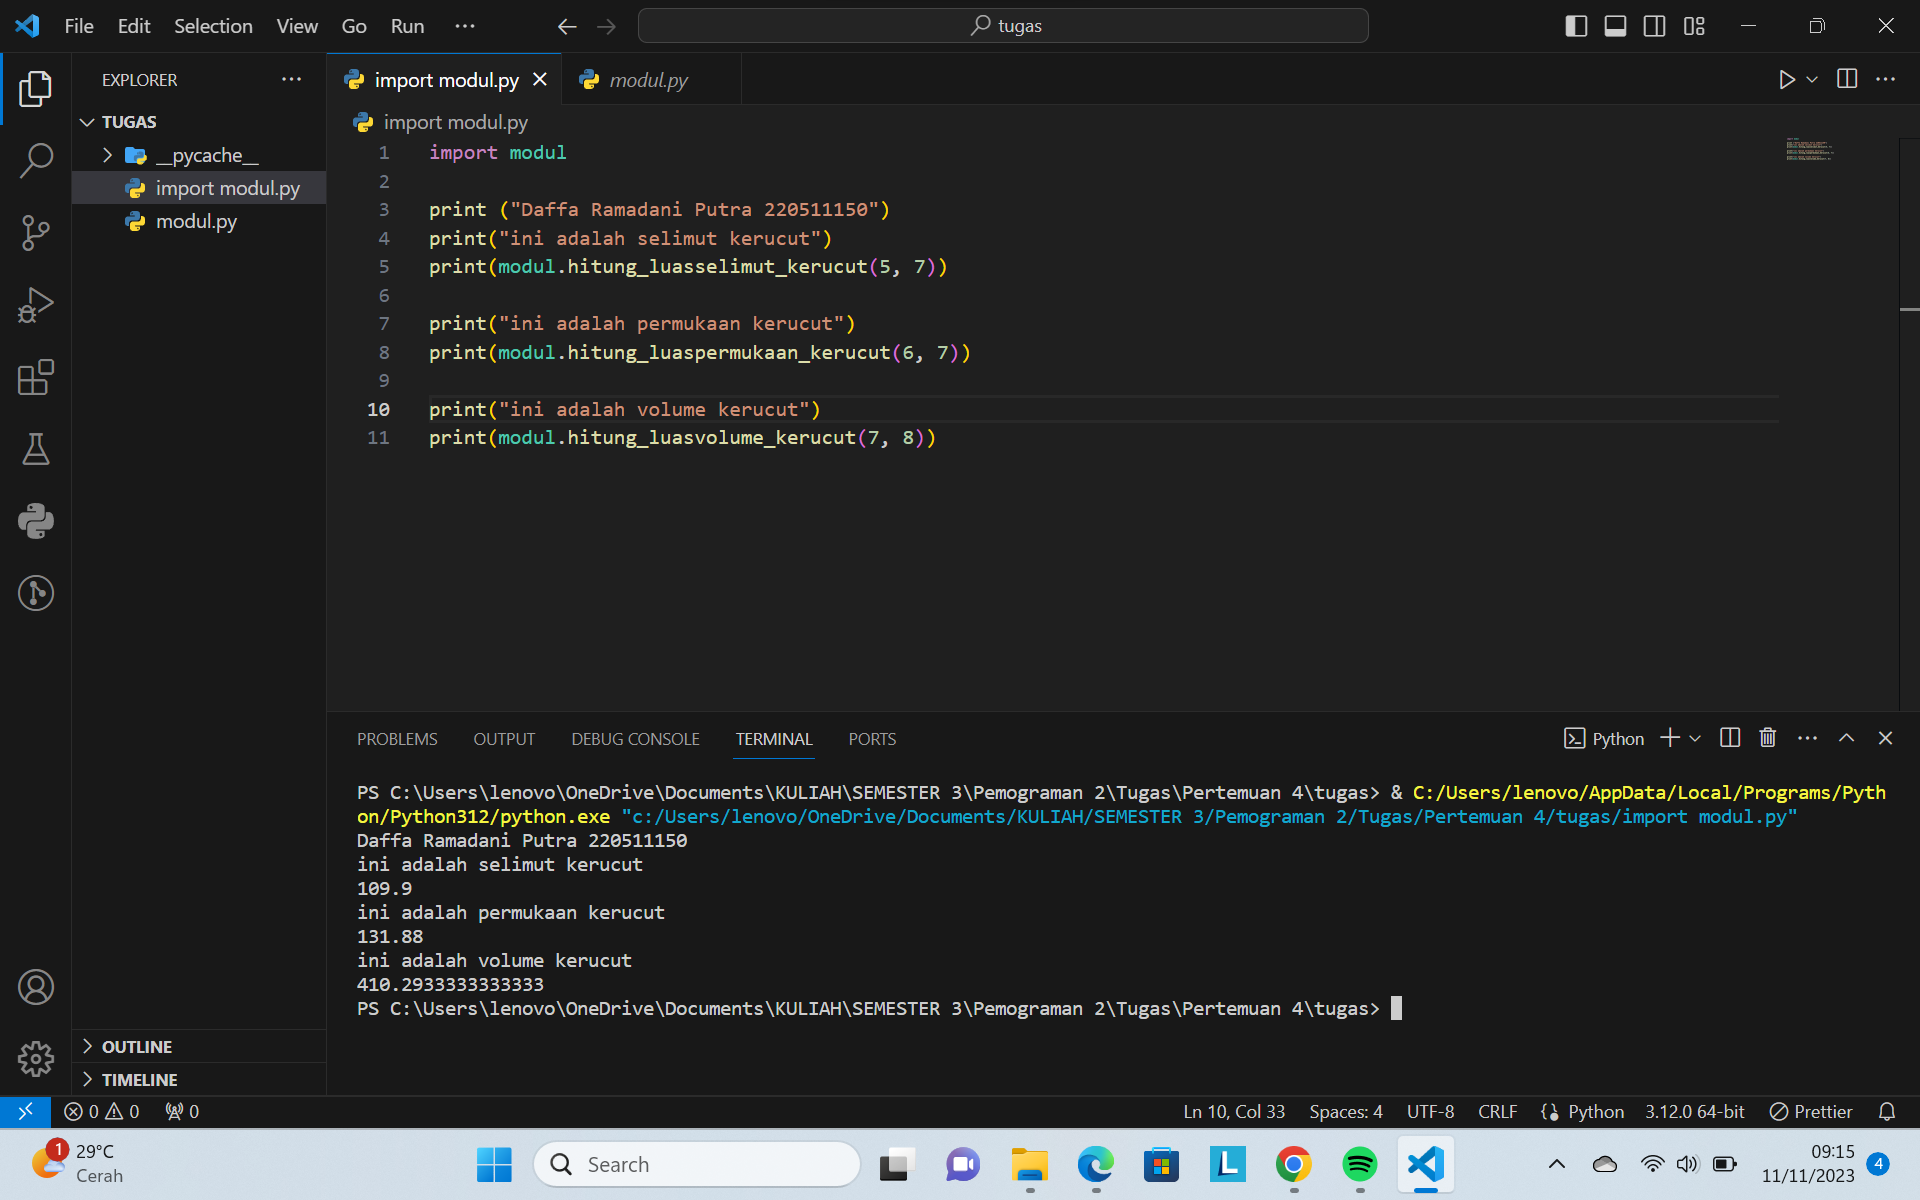 File Edit Selection View Go Run ··· tugas
EXPLORER ···
TUGAS
__pycache__
import modul.py
modul.py
OUTLINE
TIMELINE
import modul.py modul.py
import modul.py
1 import modul
2
3 print ("Daffa Ramadani Putra 220511150")
4 print("ini adalah selimut kerucut")
5 print(modul.hitung_luasselimut_kerucut(5, 7))
6
7 print("ini adalah permukaan kerucut")
8 print(modul.hitung_luaspermukaan_kerucut(6, 7))
9
10 print("ini adalah volume kerucut")
11 print(modul.hitung_luasvolume_kerucut(7, 8))
PROBLEMS OUTPUT DEBUG CONSOLE TERMINAL PORTS Python
PS C:\Users\lenovo\OneDrive\Documents\KULIAH\SEMESTER 3\Pemograman 2\Tugas\Pertemuan 4\tugas> & C:/Users/lenovo/AppData/Local/Programs/Pyth
on/Python312/python.exe "c:/Users/lenovo/OneDrive/Documents/KULIAH/SEMESTER 3/Pemograman 2/Tugas/Pertemuan 4/tugas/import modul.py"
Daffa Ramadani Putra 220511150
ini adalah selimut kerucut
109.9
ini adalah permukaan kerucut
131.88
ini adalah volume kerucut
410.2933333333333
PS C:\Users\lenovo\OneDrive\Documents\KULIAH\SEMESTER 3\Pemograman 2\Tugas\Pertemuan 4\tugas>
0 0 0 Ln 10, Col 33 Spaces: 4 UTF-8 CRLF Python 3.12.0 64-bit Prettier
1 29°C
Cerah
Search
L
09:15
11/11/2023
4